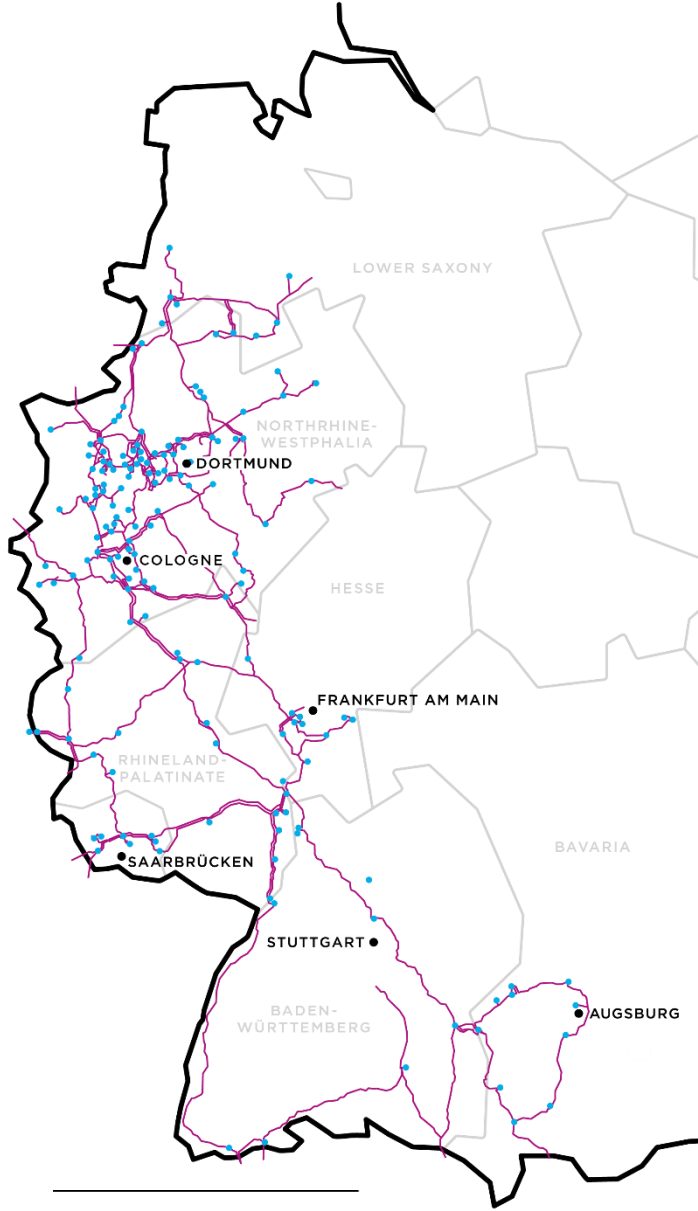 LOWER SAXONY
NORTHRHINE-
WESTPHALIA
DORTMUND
COLOGNE
HESSE
FRANKFURT AM MAIN
RHINELAND-
PALATINATE
BAVARIA
SAARBRÜCKEN
STUTTGART
BADEN-
WÜRTTEMBERG
AUGSBURG